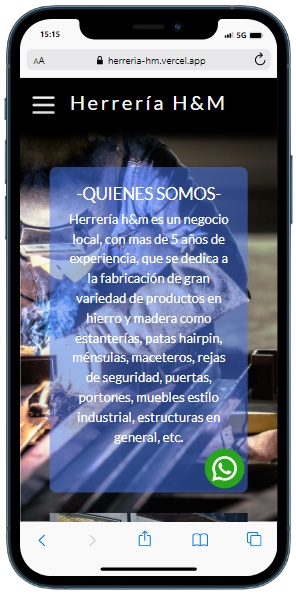 15:15
5G
AA
herreria-hm.vercel.app
Herrería H&M
-QUIENES SOMOS-
Herrería h&m es un negocio
local, con mas de 5 años de
experiencia, que se dedica a
la fabricación de gran
variedad de productos en
hierro y madera como
estanterías, patas hairpin,
ménsulas, maceteros, rejas
de seguridad, puertas,
portones, muebles estilo
industrial, estructuras en
general, etc.